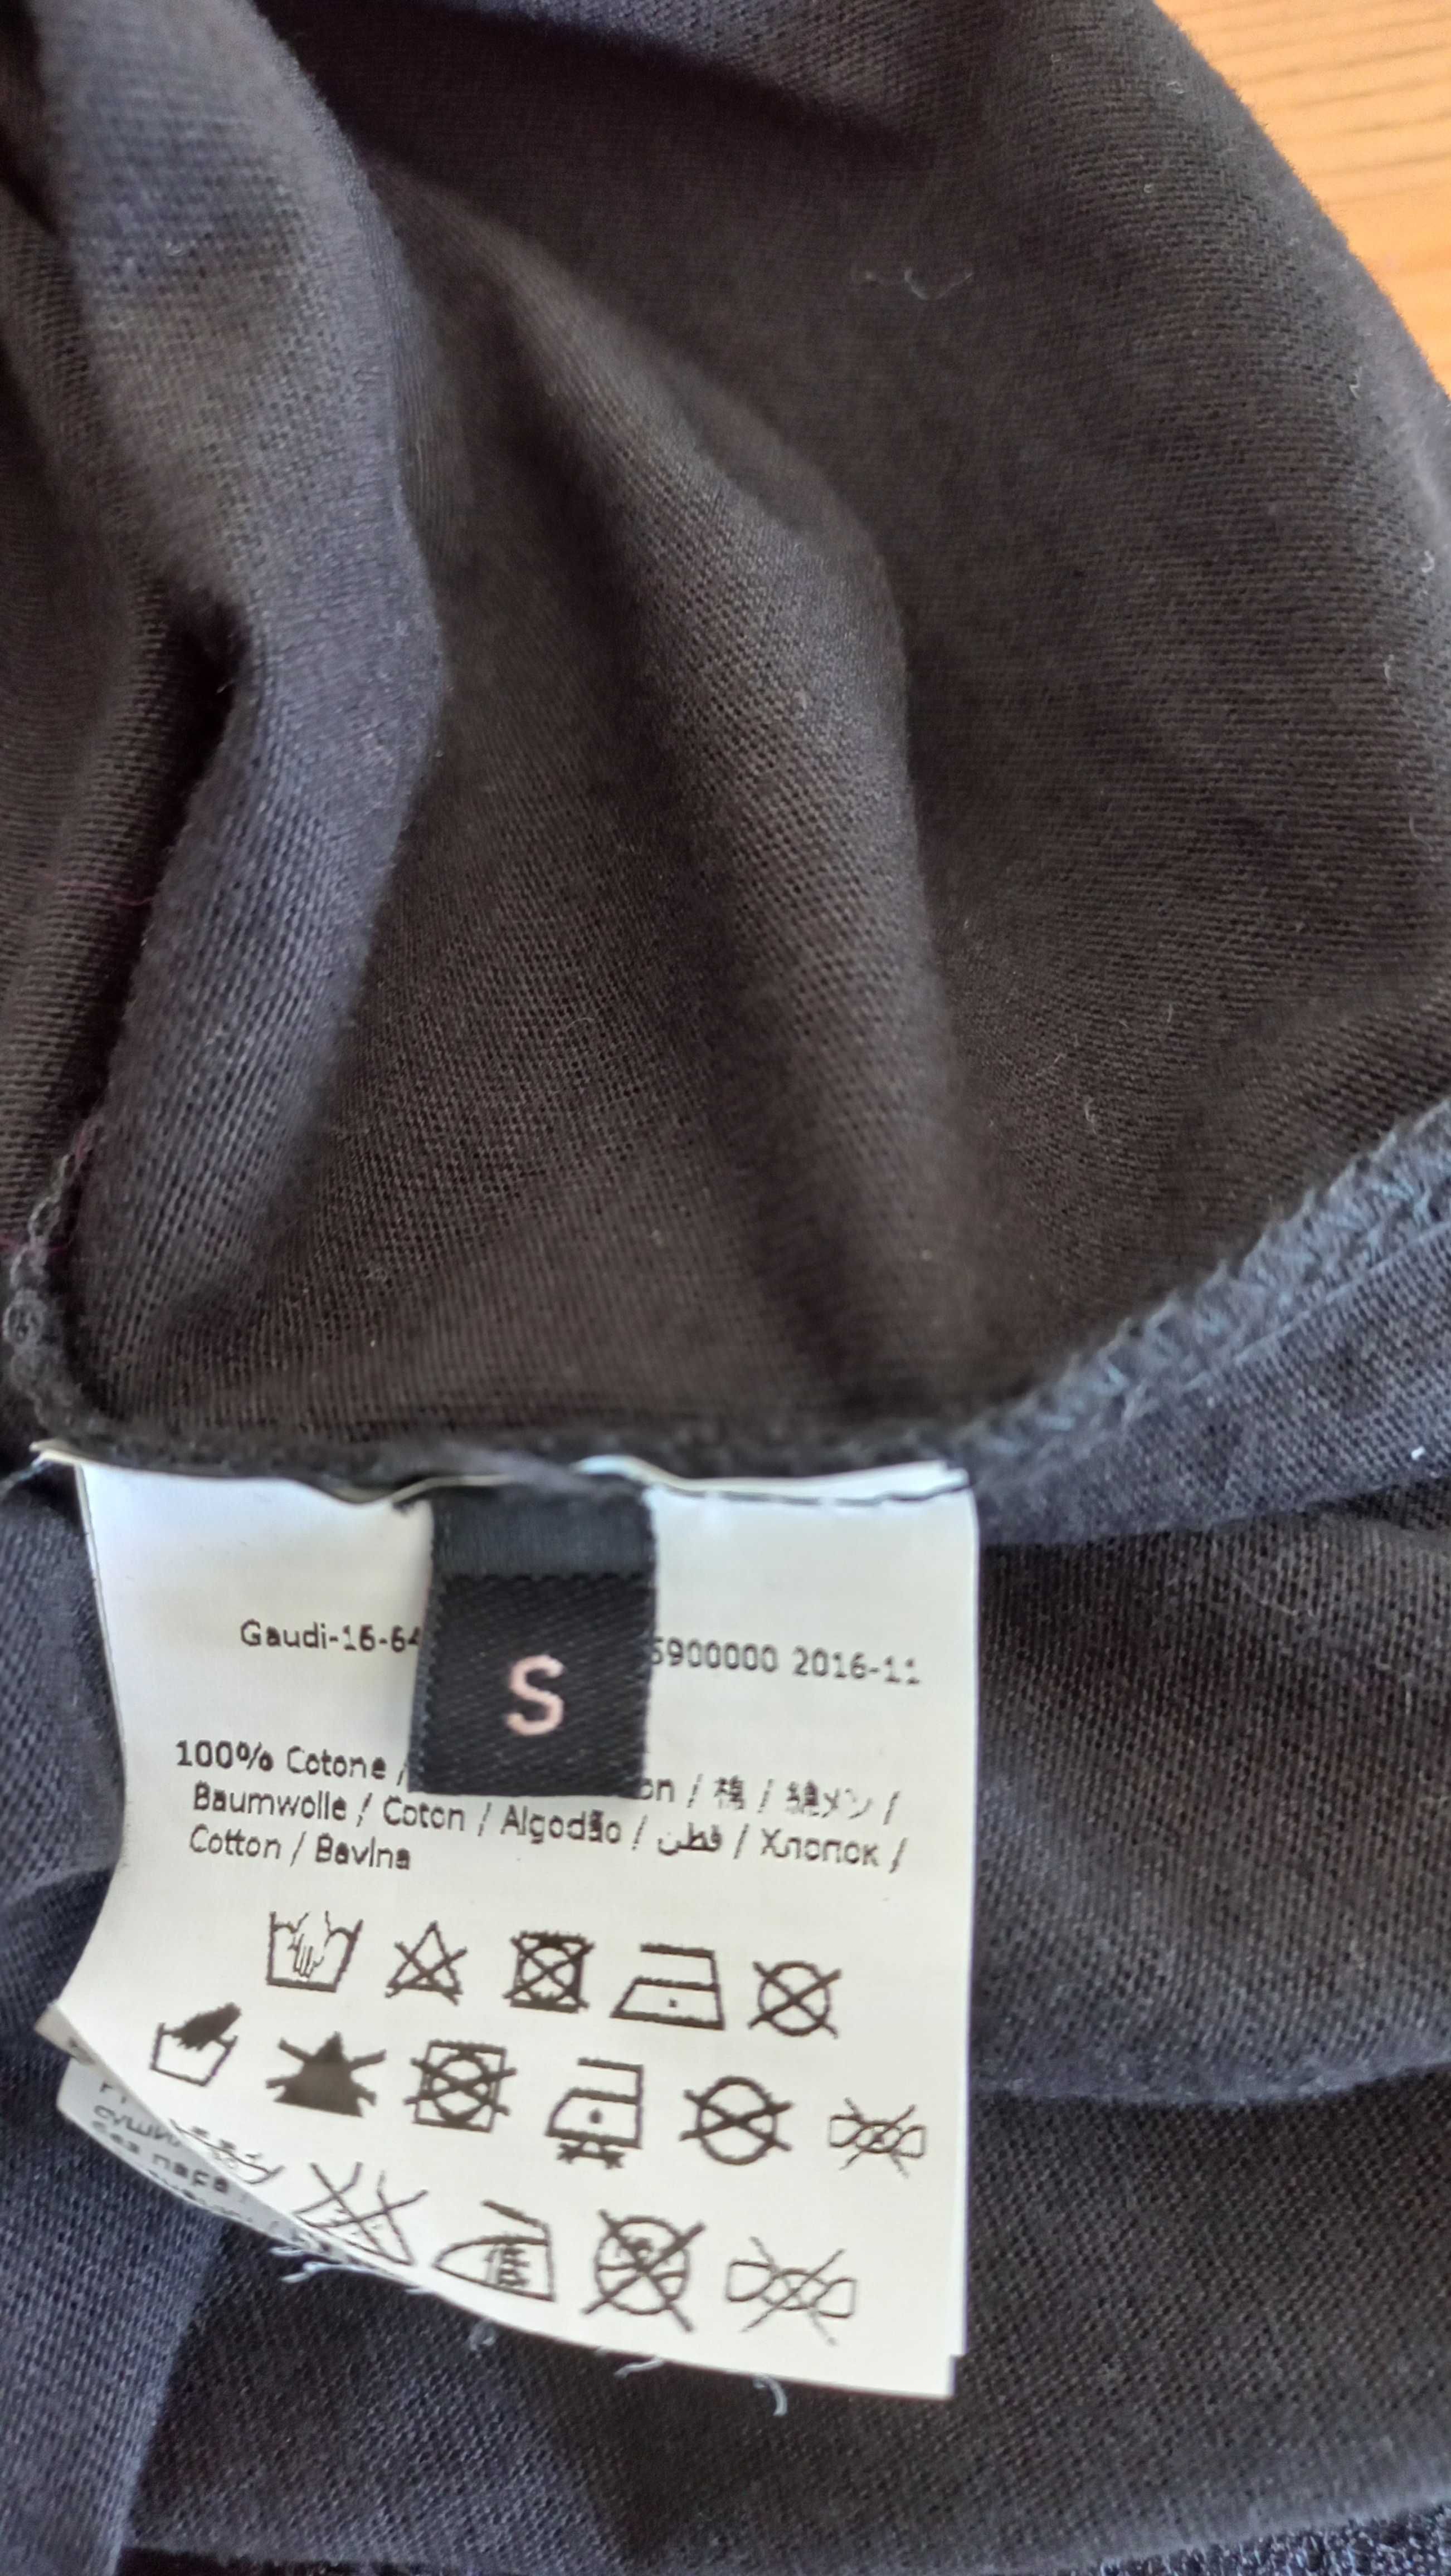 Gaudi-16-64 5900000 2016-11
S
100% Cotone / on / 棉 / 綿メン /
Baumwolle / Coton / Algodão / قطن / Хлопок /
Cotton / Bavlna
低